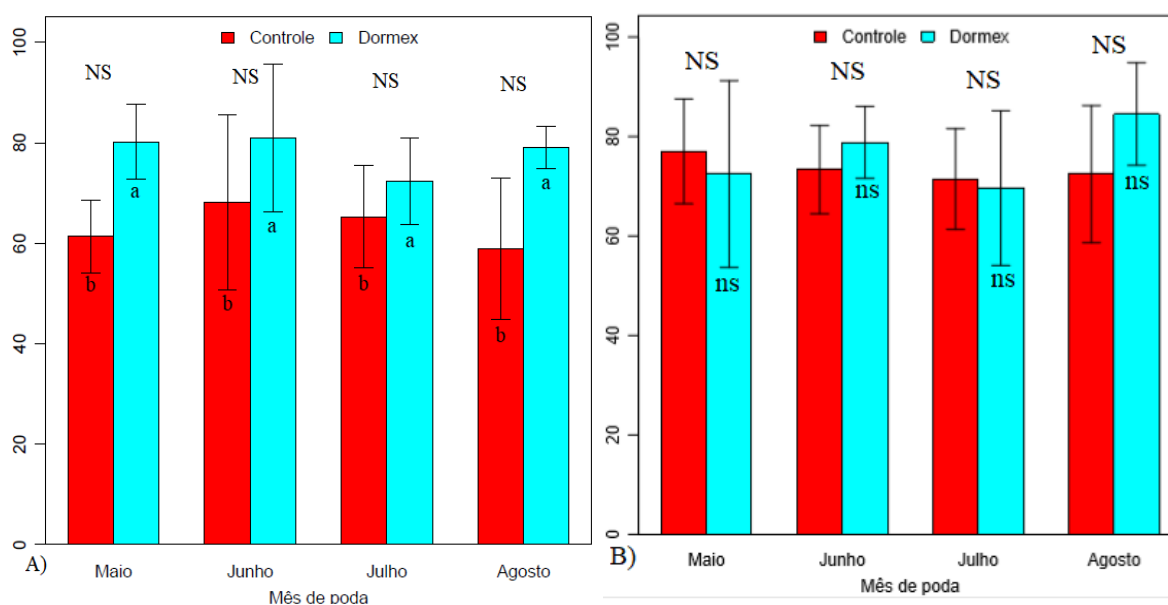 Controle Dormex
NS NS NS NS
100
80
60
40
20
0
a a a a
b b b b
A)
Maio Junho Julho Agosto
Mês de poda
Controle Dormex
NS NS NS NS
100
80
60
40
20
0
ns ns ns ns
B)
Maio Junho Julho Agosto
Mês de poda